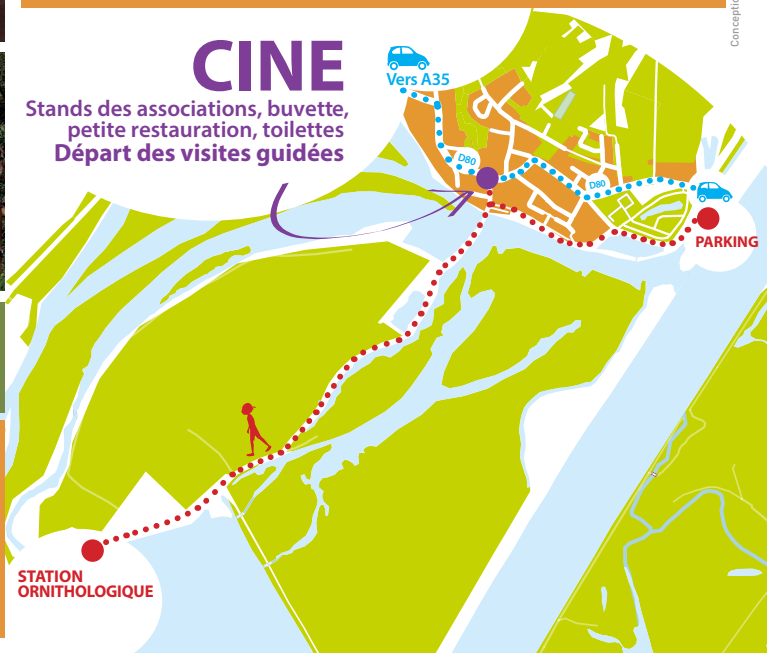 CINE
Stands des associations, buvette,
petite restauration, toilettes
Départ des visites guidées
Vers A35
D80
D80
PARKING
STATION
ORNITHOLOGIQUE